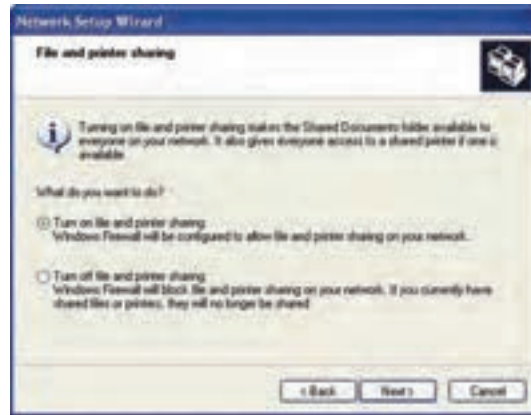 Network Setup Wizard
File and printer sharing
Turning on file and printer sharing makes the Shared Documents folder available to
everyone on your network. It also gives everyone access to a shared printer if one is
available
What do you want to do?
Turn on file and printer sharing
Windows Firewall will be configured to allow file and printer sharing on your network.
Turn off file and printer sharing
Windows Firewall will block file and printer sharing on your network. If you currently have
shared files or printers, they will no longer be shared
< Back
Next >
Cancel